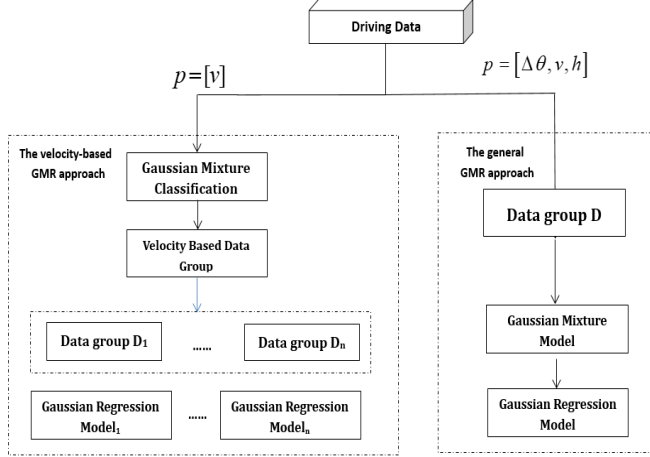 Driving Data
p=[v]
p = [Δθ, v, h]
The velocity-based
GMR approach
Gaussian Mixture
Classification
Velocity Based Data
Group
Data group D₁
......
Data group Dₙ
Gaussian Regression
Model₁
......
Gaussian Regression
Modelₙ
The general
GMR approach
Data group D
Gaussian Mixture
Model
Gaussian Regression
Model